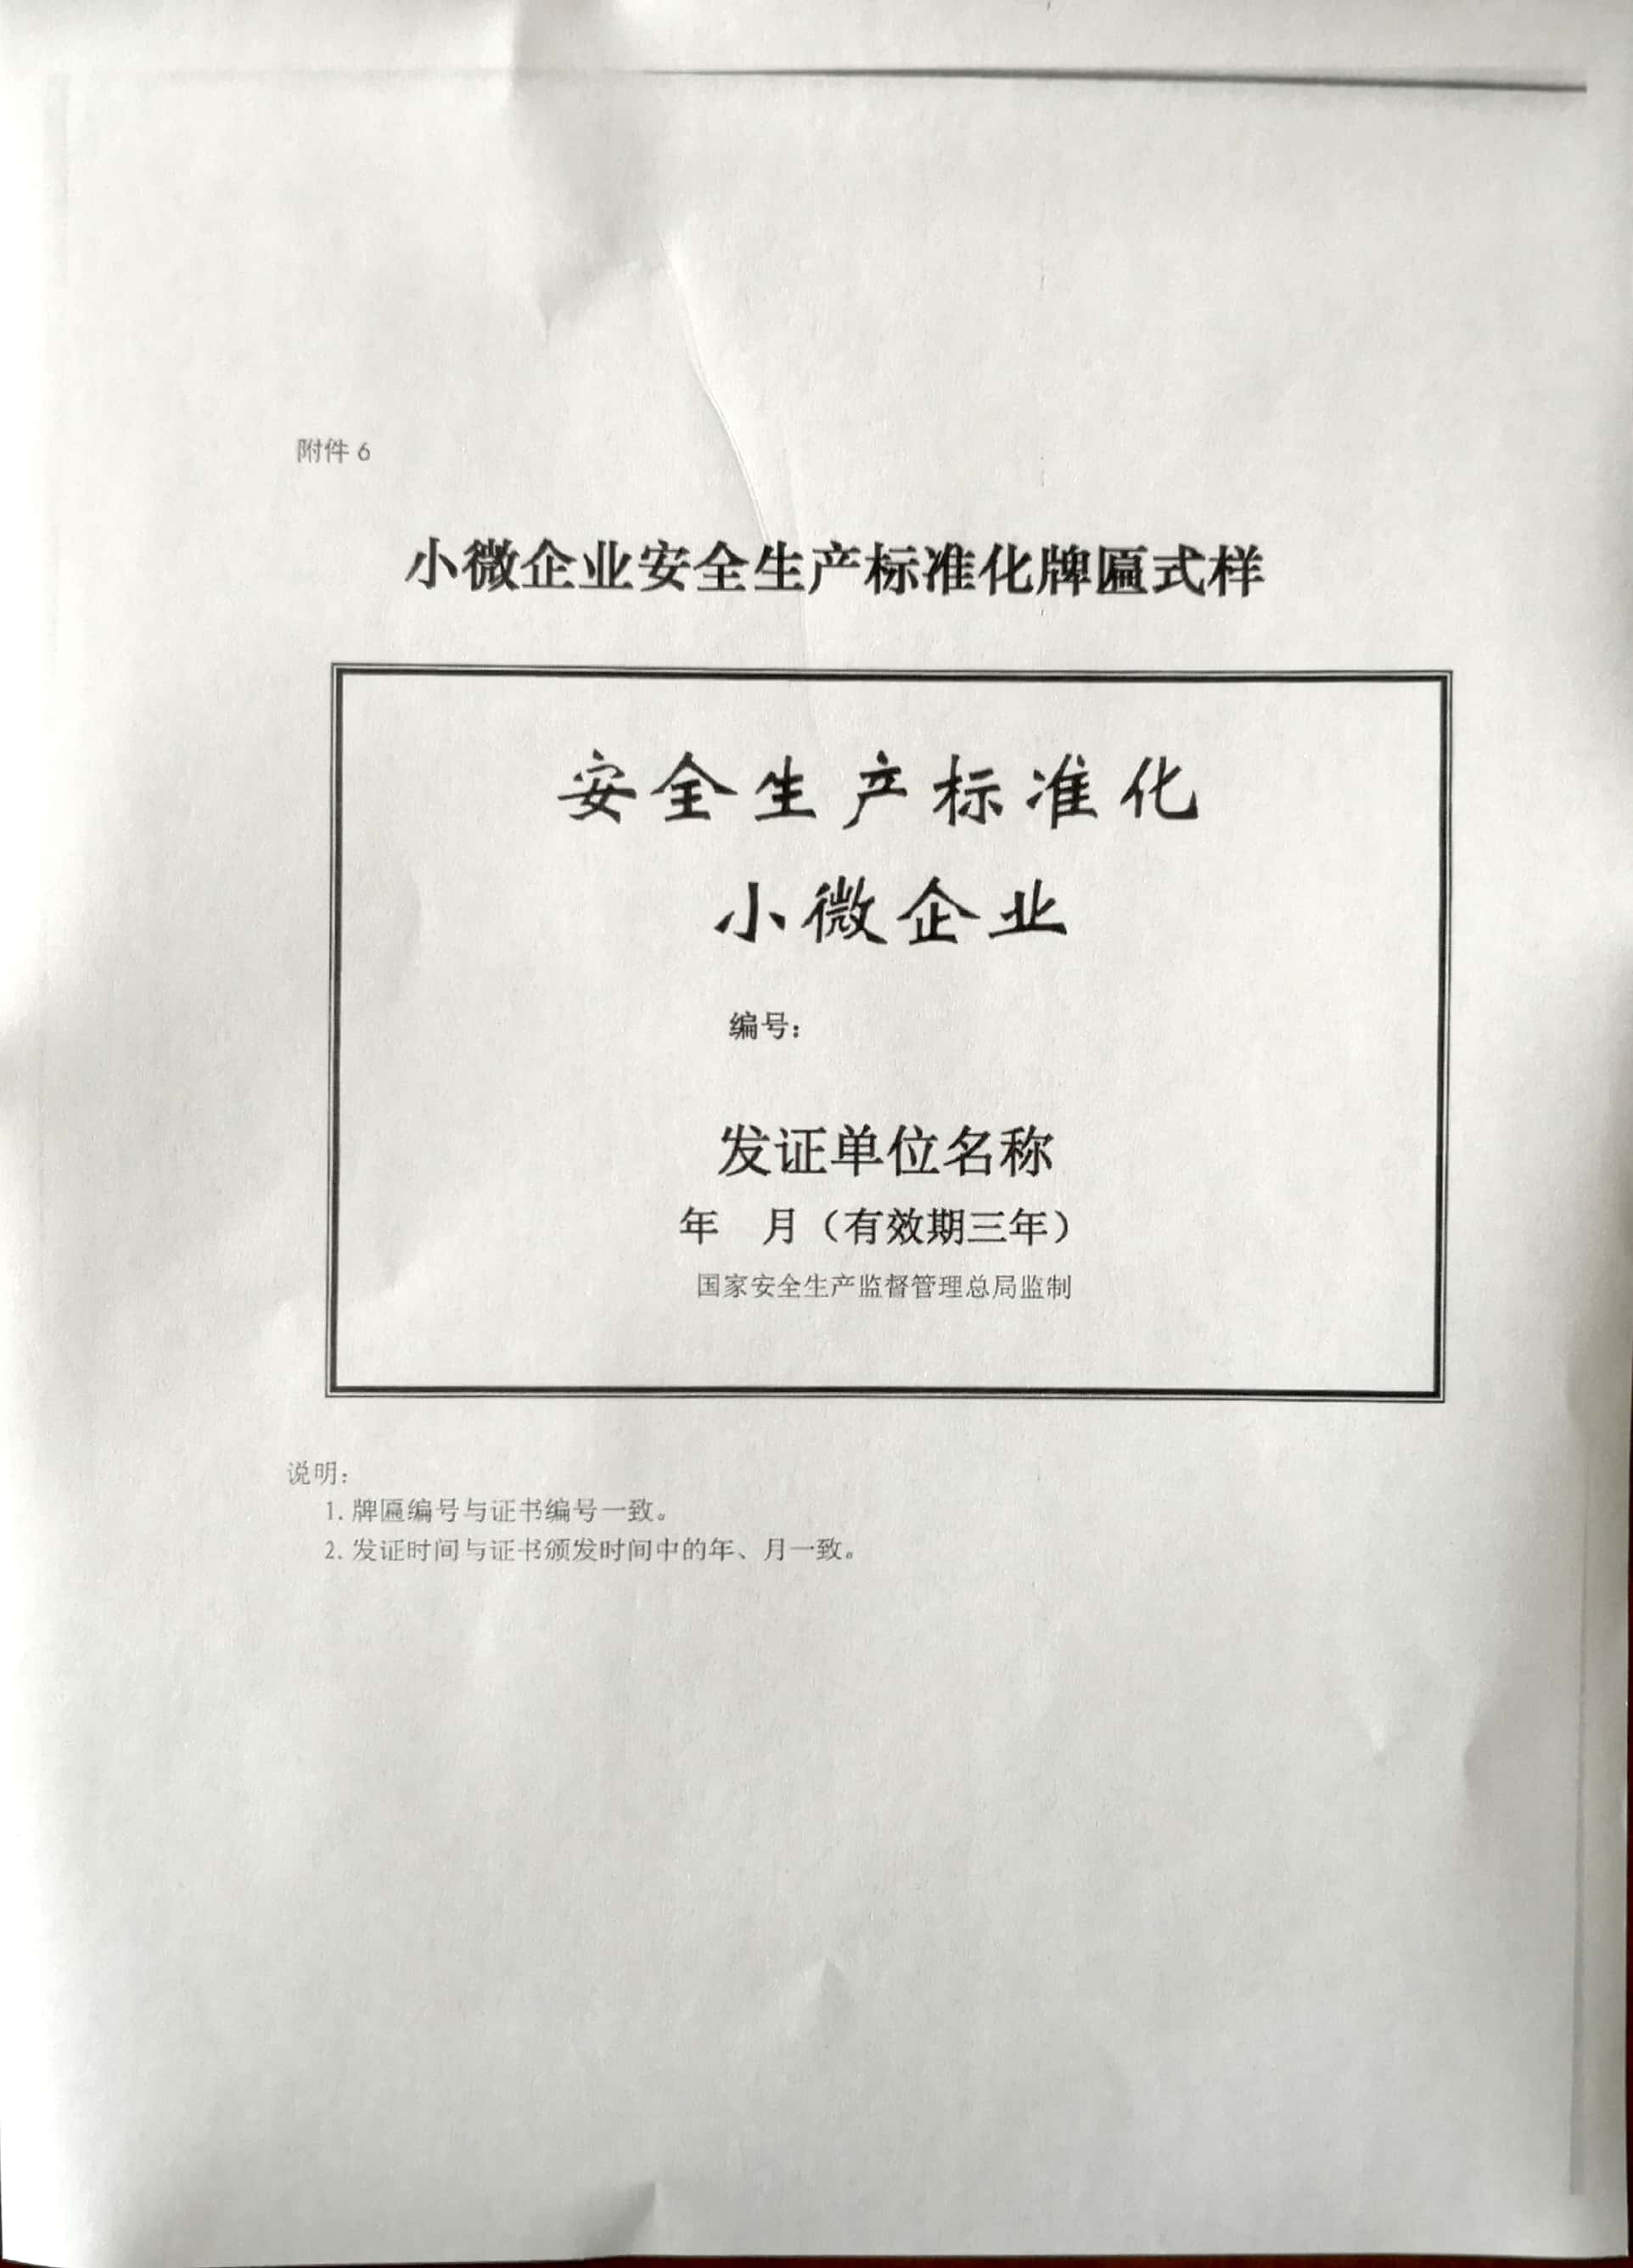 附件 6
小微企业安全生产标准化牌匾式样
安全生产标准化
小微企业
编号：
发证单位名称
年 月（有效期三年）
国家安全生产监督管理总局监制
说明：
1. 牌匾编号与证书编号一致。
2. 发证时间与证书颁发时间中的年、月一致。